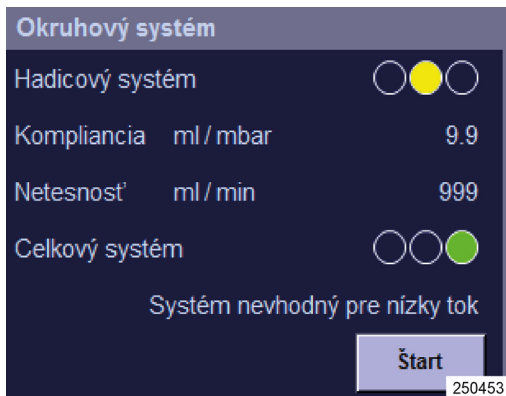 Okruhový systém
Hadicový systém
Kompliancia ml / mbar 9.9
Netesnosť ml / min 999
Celkový systém
Systém nevhodný pre nízky tok
Štart
250453